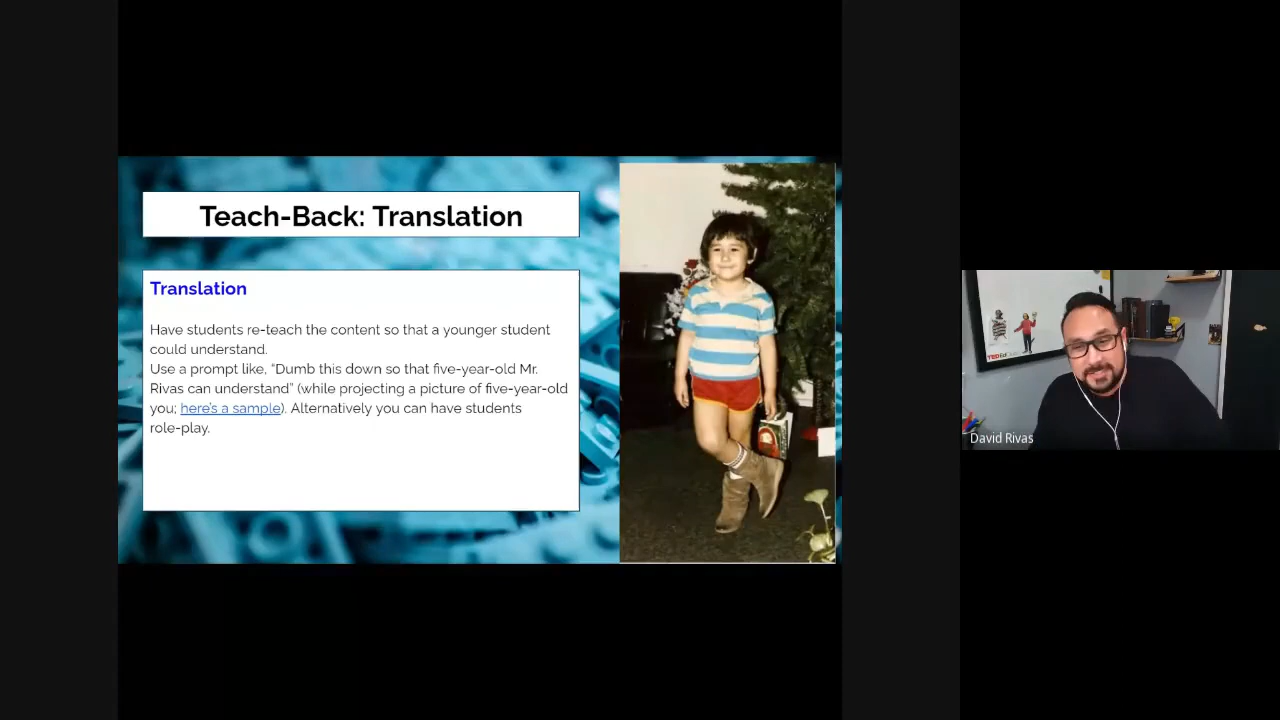 Teach-Back: Translation
Translation
Have students re-teach the content so that a younger student
could understand.
Use a prompt like, “Dumb this down so that five-year-old Mr.
Rivas can understand” (while projecting a picture of five-year-old
you; here's a sample). Alternatively you can have students
role-play.
David Rivas